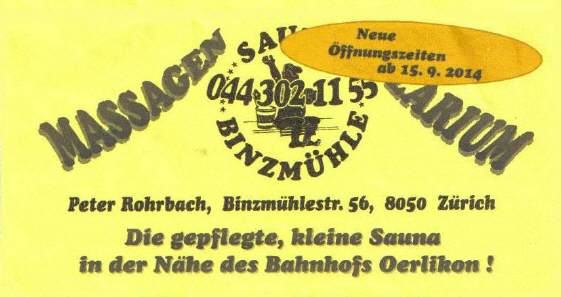 MASSAGEN
SAU
LARIUM
Neue
Öffnungszeiten
ab 15. 9. 2014
044·302·11 55
BINZMÜHLE
Peter Rohrbach, Binzmühlestr. 56, 8050 Zürich
Die gepflegte, kleine Sauna
in der Nähe des Bahnhofs Oerlikon !